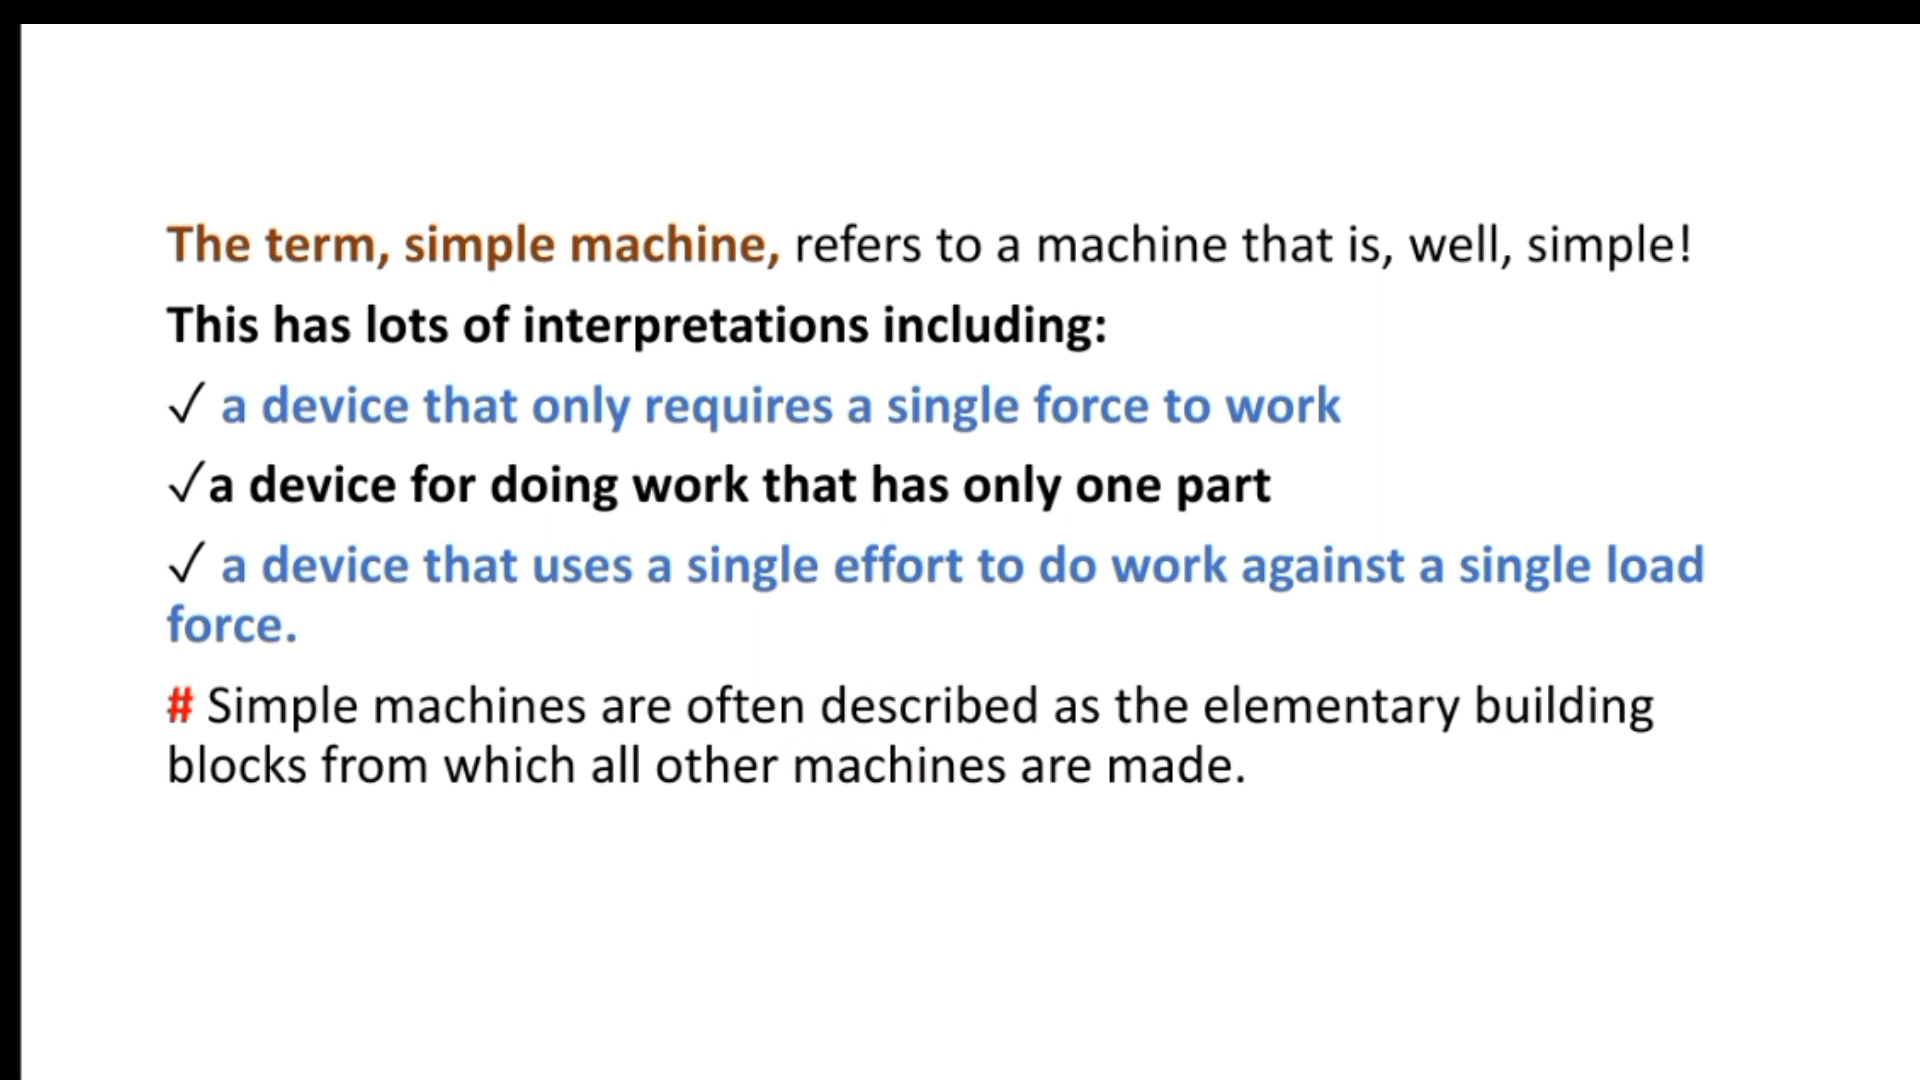 The term, simple machine, refers to a machine that is, well, simple!
This has lots of interpretations including:
✓ a device that only requires a single force to work
✓a device for doing work that has only one part
✓ a device that uses a single effort to do work against a single load
force.
# Simple machines are often described as the elementary building
blocks from which all other machines are made.